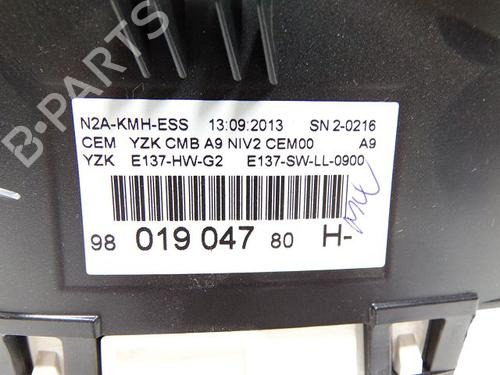 B-PARTS
N2A-KMH-ESS 13:09:2013 SN 2-0216
CEM YZK CMB A9 NIV2 CEM00 A9
YZK E137-HW-G2 E137-SW-LL-0900
98 019 047 80 H-